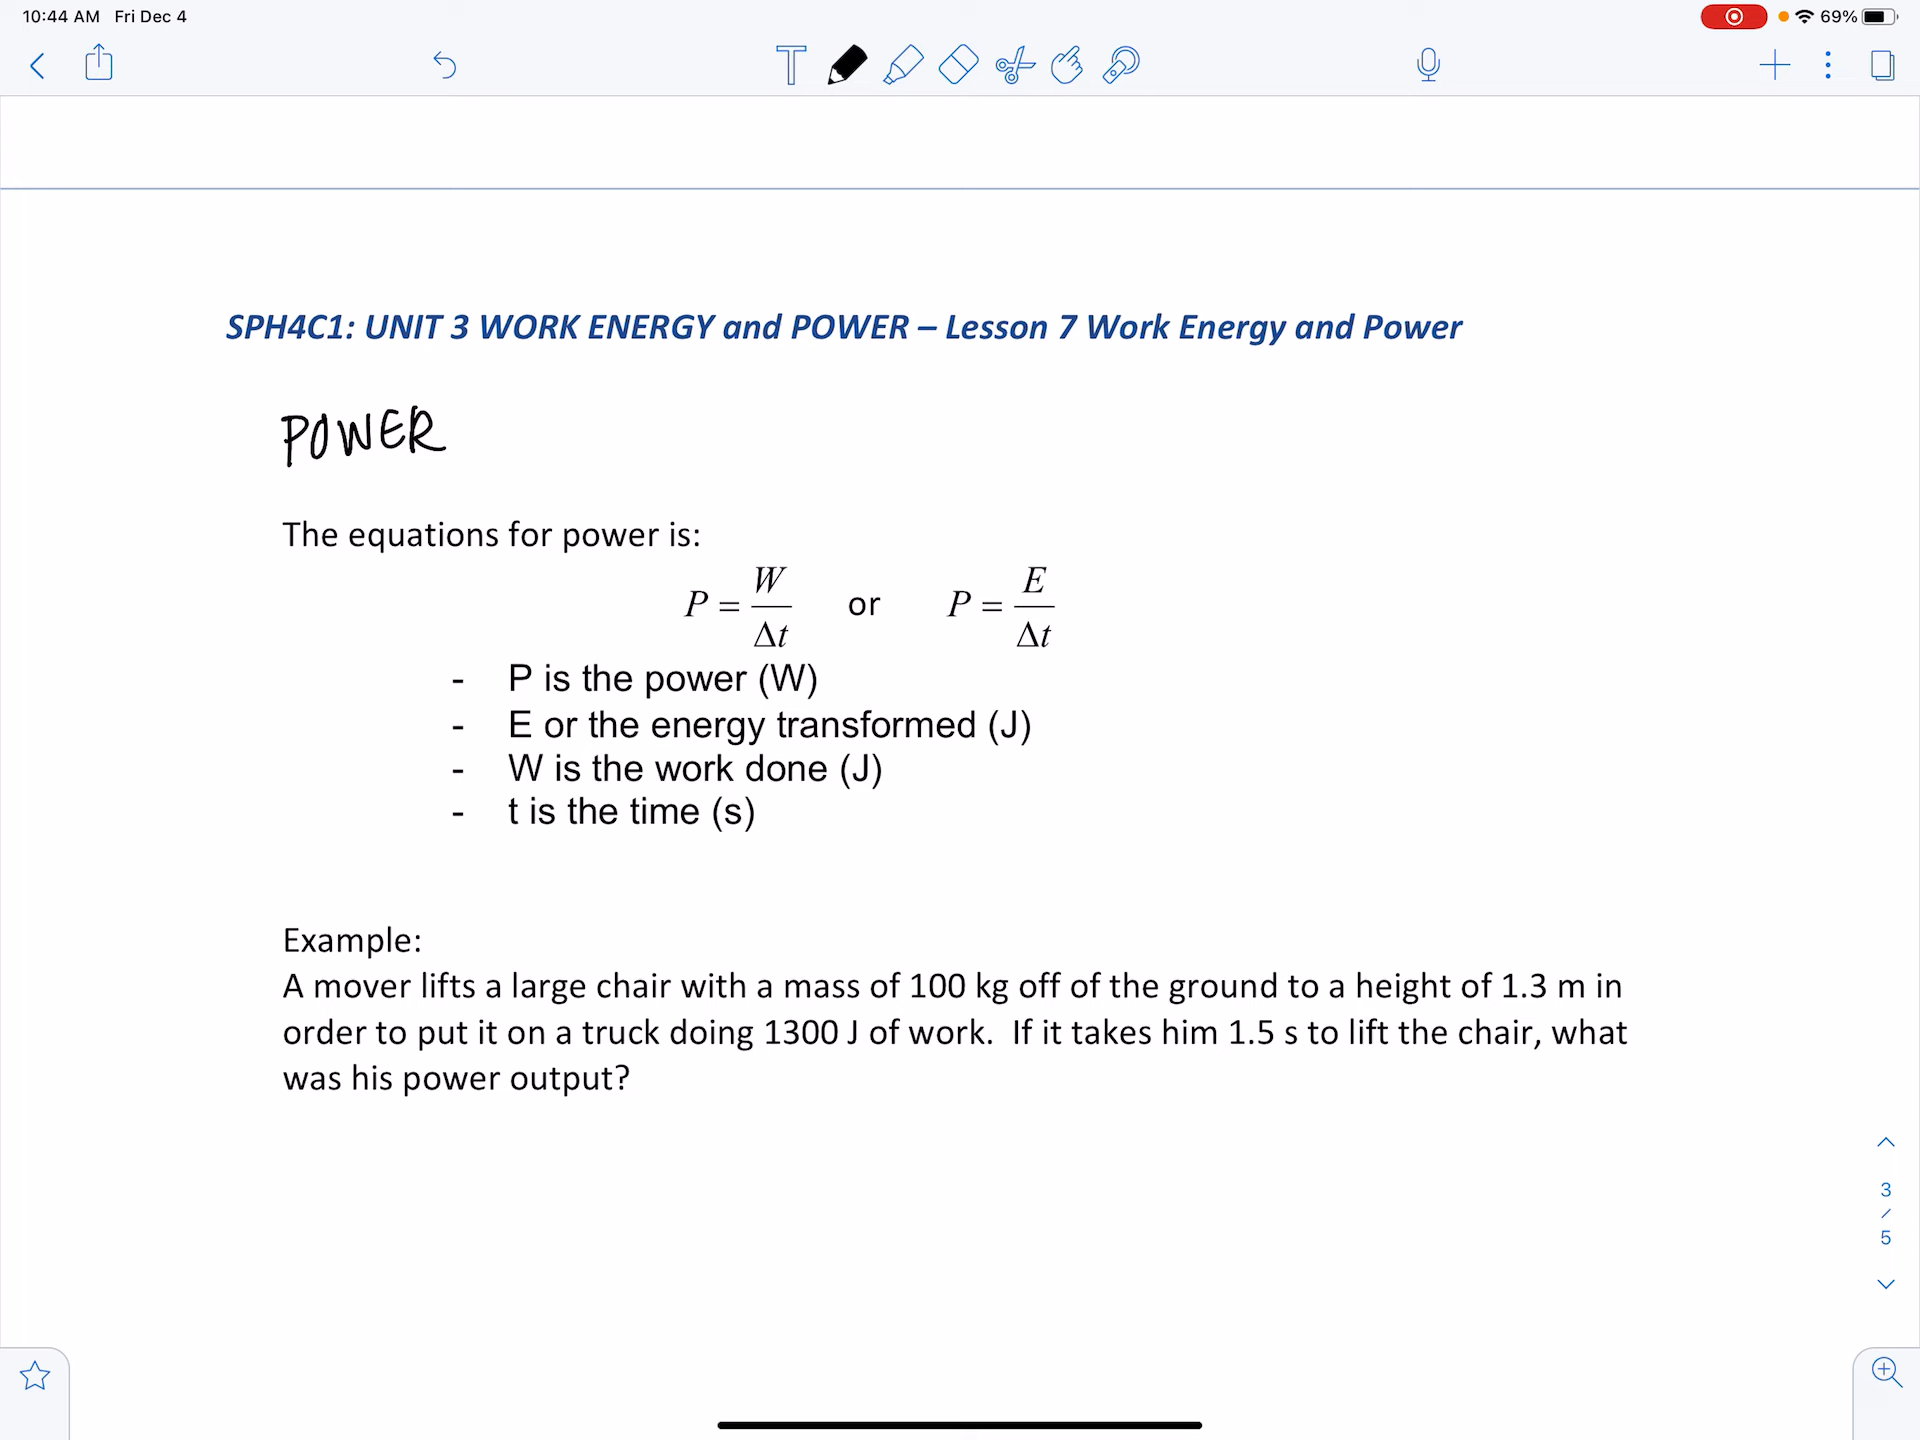 10:44 AM Fri Dec 4
69%
SPH4C1: UNIT 3 WORK ENERGY and POWER – Lesson 7 Work Energy and Power
POWER
The equations for power is:
P = W/Δt or P = E/Δt
- P is the power (W)
- E or the energy transformed (J)
- W is the work done (J)
- t is the time (s)
Example:
A mover lifts a large chair with a mass of 100 kg off of the ground to a height of 1.3 m in
order to put it on a truck doing 1300 J of work. If it takes him 1.5 s to lift the chair, what
was his power output?
3
/
5